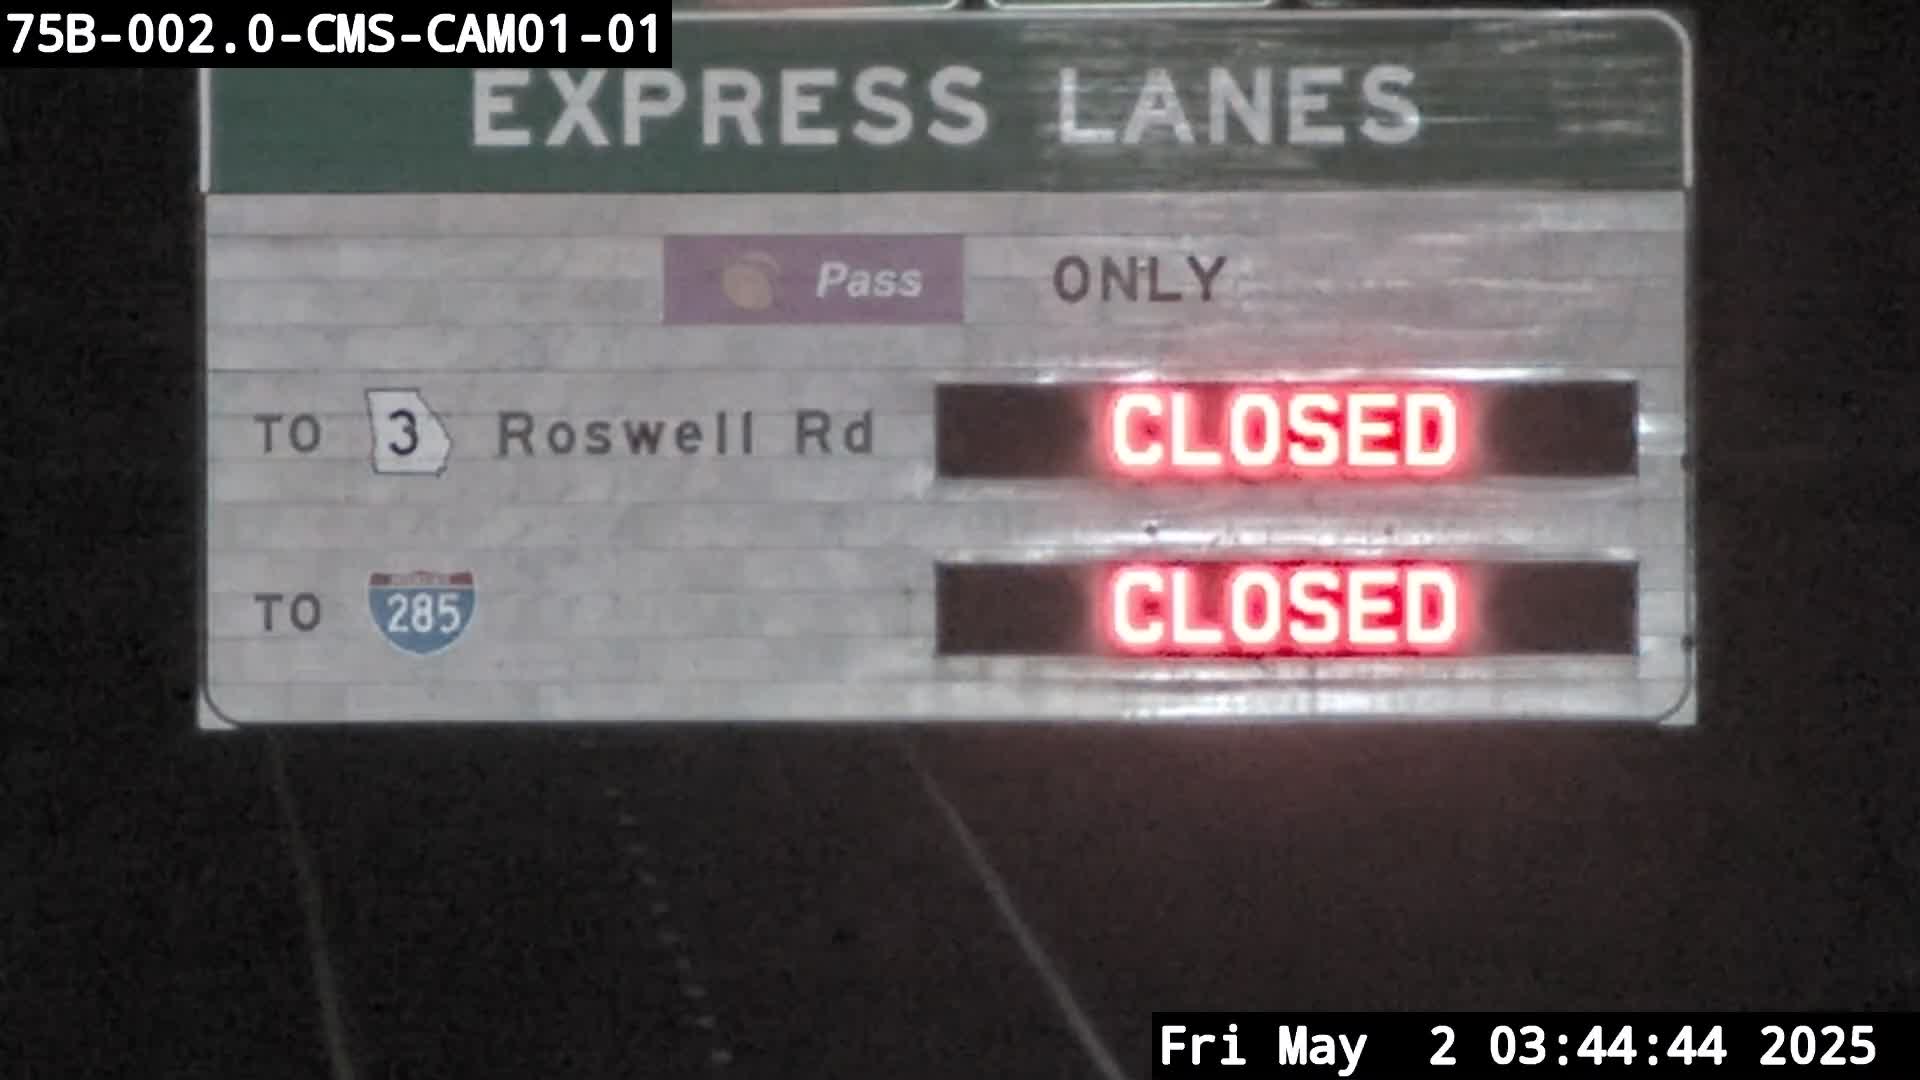 75B-002.0-CMS-CAM01-01
EXPRESS LANES
Pass ONLY
TO 3 Roswell Rd CLOSED
TO 285 CLOSED
Fri May 2 03:44:44 2025